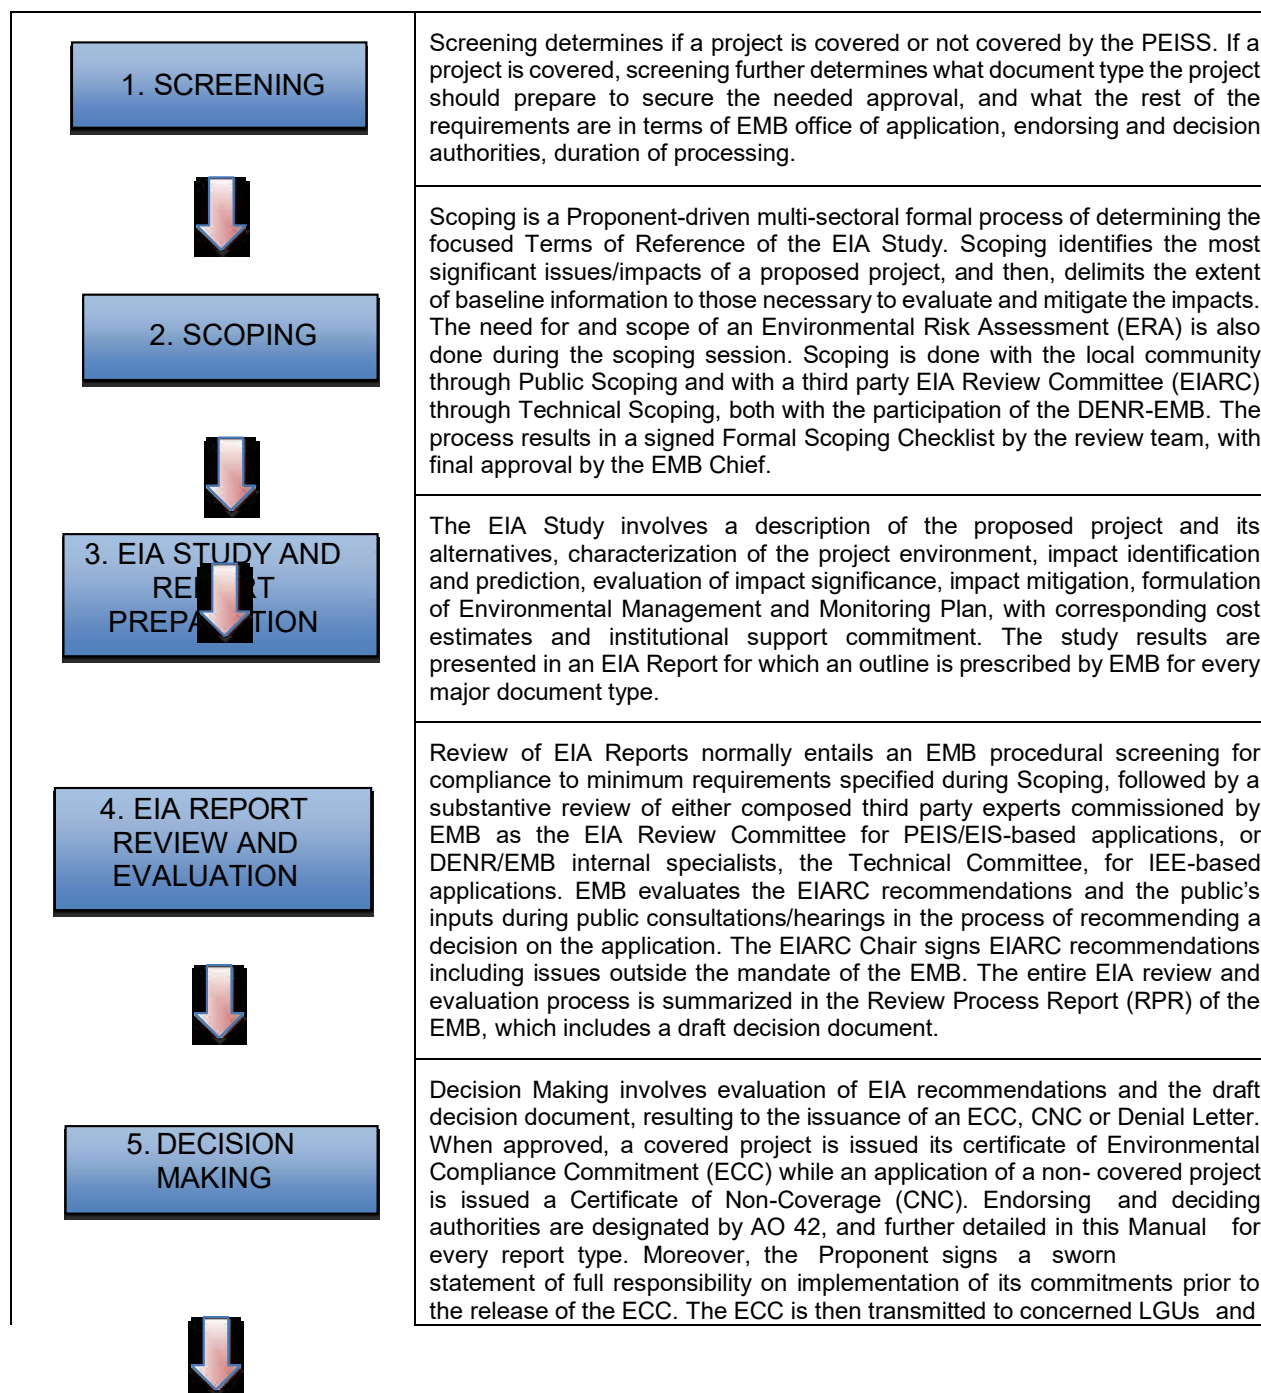 1. SCREENING
Screening determines if a project is covered or not covered by the PEISS. If a
project is covered, screening further determines what document type the project
should prepare to secure the needed approval, and what the rest of the
requirements are in terms of EMB office of application, endorsing and decision
authorities, duration of processing.
2. SCOPING
Scoping is a Proponent-driven multi-sectoral formal process of determining the
focused Terms of Reference of the EIA Study. Scoping identifies the most
significant issues/impacts of a proposed project, and then, delimits the extent
of baseline information to those necessary to evaluate and mitigate the impacts.
The need for and scope of an Environmental Risk Assessment (ERA) is also
done during the scoping session. Scoping is done with the local community
through Public Scoping and with a third party EIA Review Committee (EIARC)
through Technical Scoping, both with the participation of the DENR-EMB. The
process results in a signed Formal Scoping Checklist by the review team, with
final approval by the EMB Chief.
3. EIA STUDY AND
REPORT
PREPARATION
The EIA Study involves a description of the proposed project and its
alternatives, characterization of the project environment, impact identification
and prediction, evaluation of impact significance, impact mitigation, formulation
of Environmental Management and Monitoring Plan, with corresponding cost
estimates and institutional support commitment. The study results are
presented in an EIA Report for which an outline is prescribed by EMB for every
major document type.
4. EIA REPORT
REVIEW AND
EVALUATION
Review of EIA Reports normally entails an EMB procedural screening for
compliance to minimum requirements specified during Scoping, followed by a
substantive review of either composed third party experts commissioned by
EMB as the EIA Review Committee for PEIS/EIS-based applications, or
DENR/EMB internal specialists, the Technical Committee, for IEE-based
applications. EMB evaluates the EIARC recommendations and the public's
inputs during public consultations/hearings in the process of recommending a
decision on the application. The EIARC Chair signs EIARC recommendations
including issues outside the mandate of the EMB. The entire EIA review and
evaluation process is summarized in the Review Process Report (RPR) of the
EMB, which includes a draft decision document.
5. DECISION
MAKING
Decision Making involves evaluation of EIA recommendations and the draft
decision document, resulting to the issuance of an ECC, CNC or Denial Letter.
When approved, a covered project is issued its certificate of Environmental
Compliance Commitment (ECC) while an application of a non- covered project
is issued a Certificate of Non-Coverage (CNC). Endorsing and deciding
authorities are designated by AO 42, and further detailed in this Manual for
every report type. Moreover, the Proponent signs a sworn
statement of full responsibility on implementation of its commitments prior to
the release of the ECC. The ECC is then transmitted to concerned LGUs and